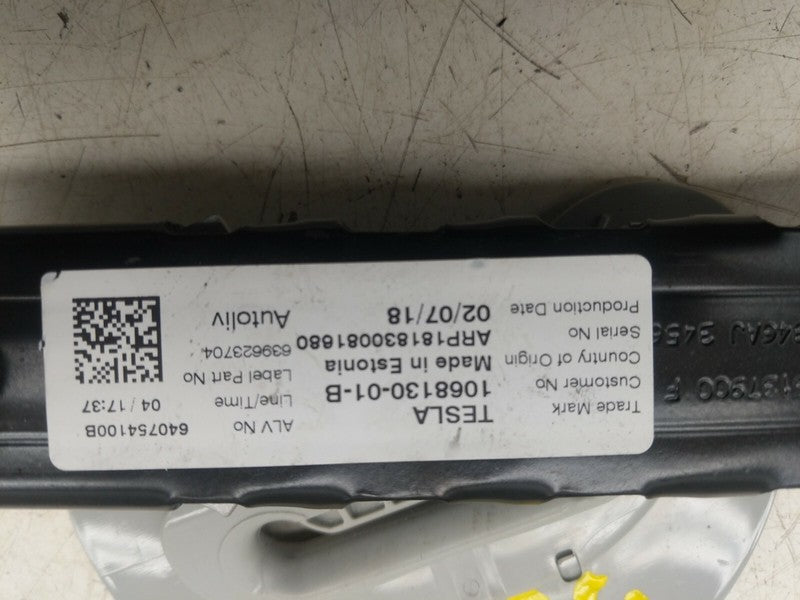 Trade Mark TESLA ALV No 640754100B
Customer No 1068130-01-B Line/Time 04 / 17:37
Country of Origin Made in Estonia Label Part No 639623704
Serial No ARP181830081680
Production Date 02/07/18 Autoliv